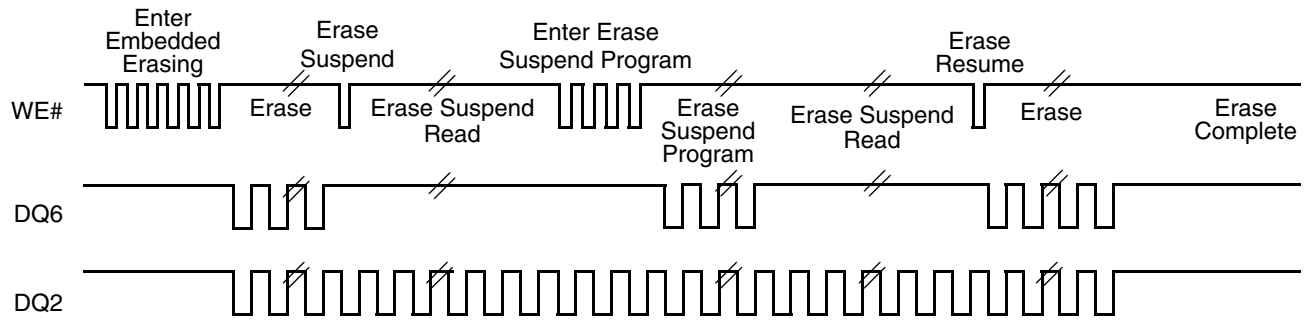 Enter
Embedded
Erasing
Erase
Suspend
Enter Erase
Suspend Program
Erase
Resume
WE#
Erase
Erase Suspend
Read
Erase
Suspend
Program
Erase Suspend
Read
Erase
Erase
Complete
DQ6
DQ2